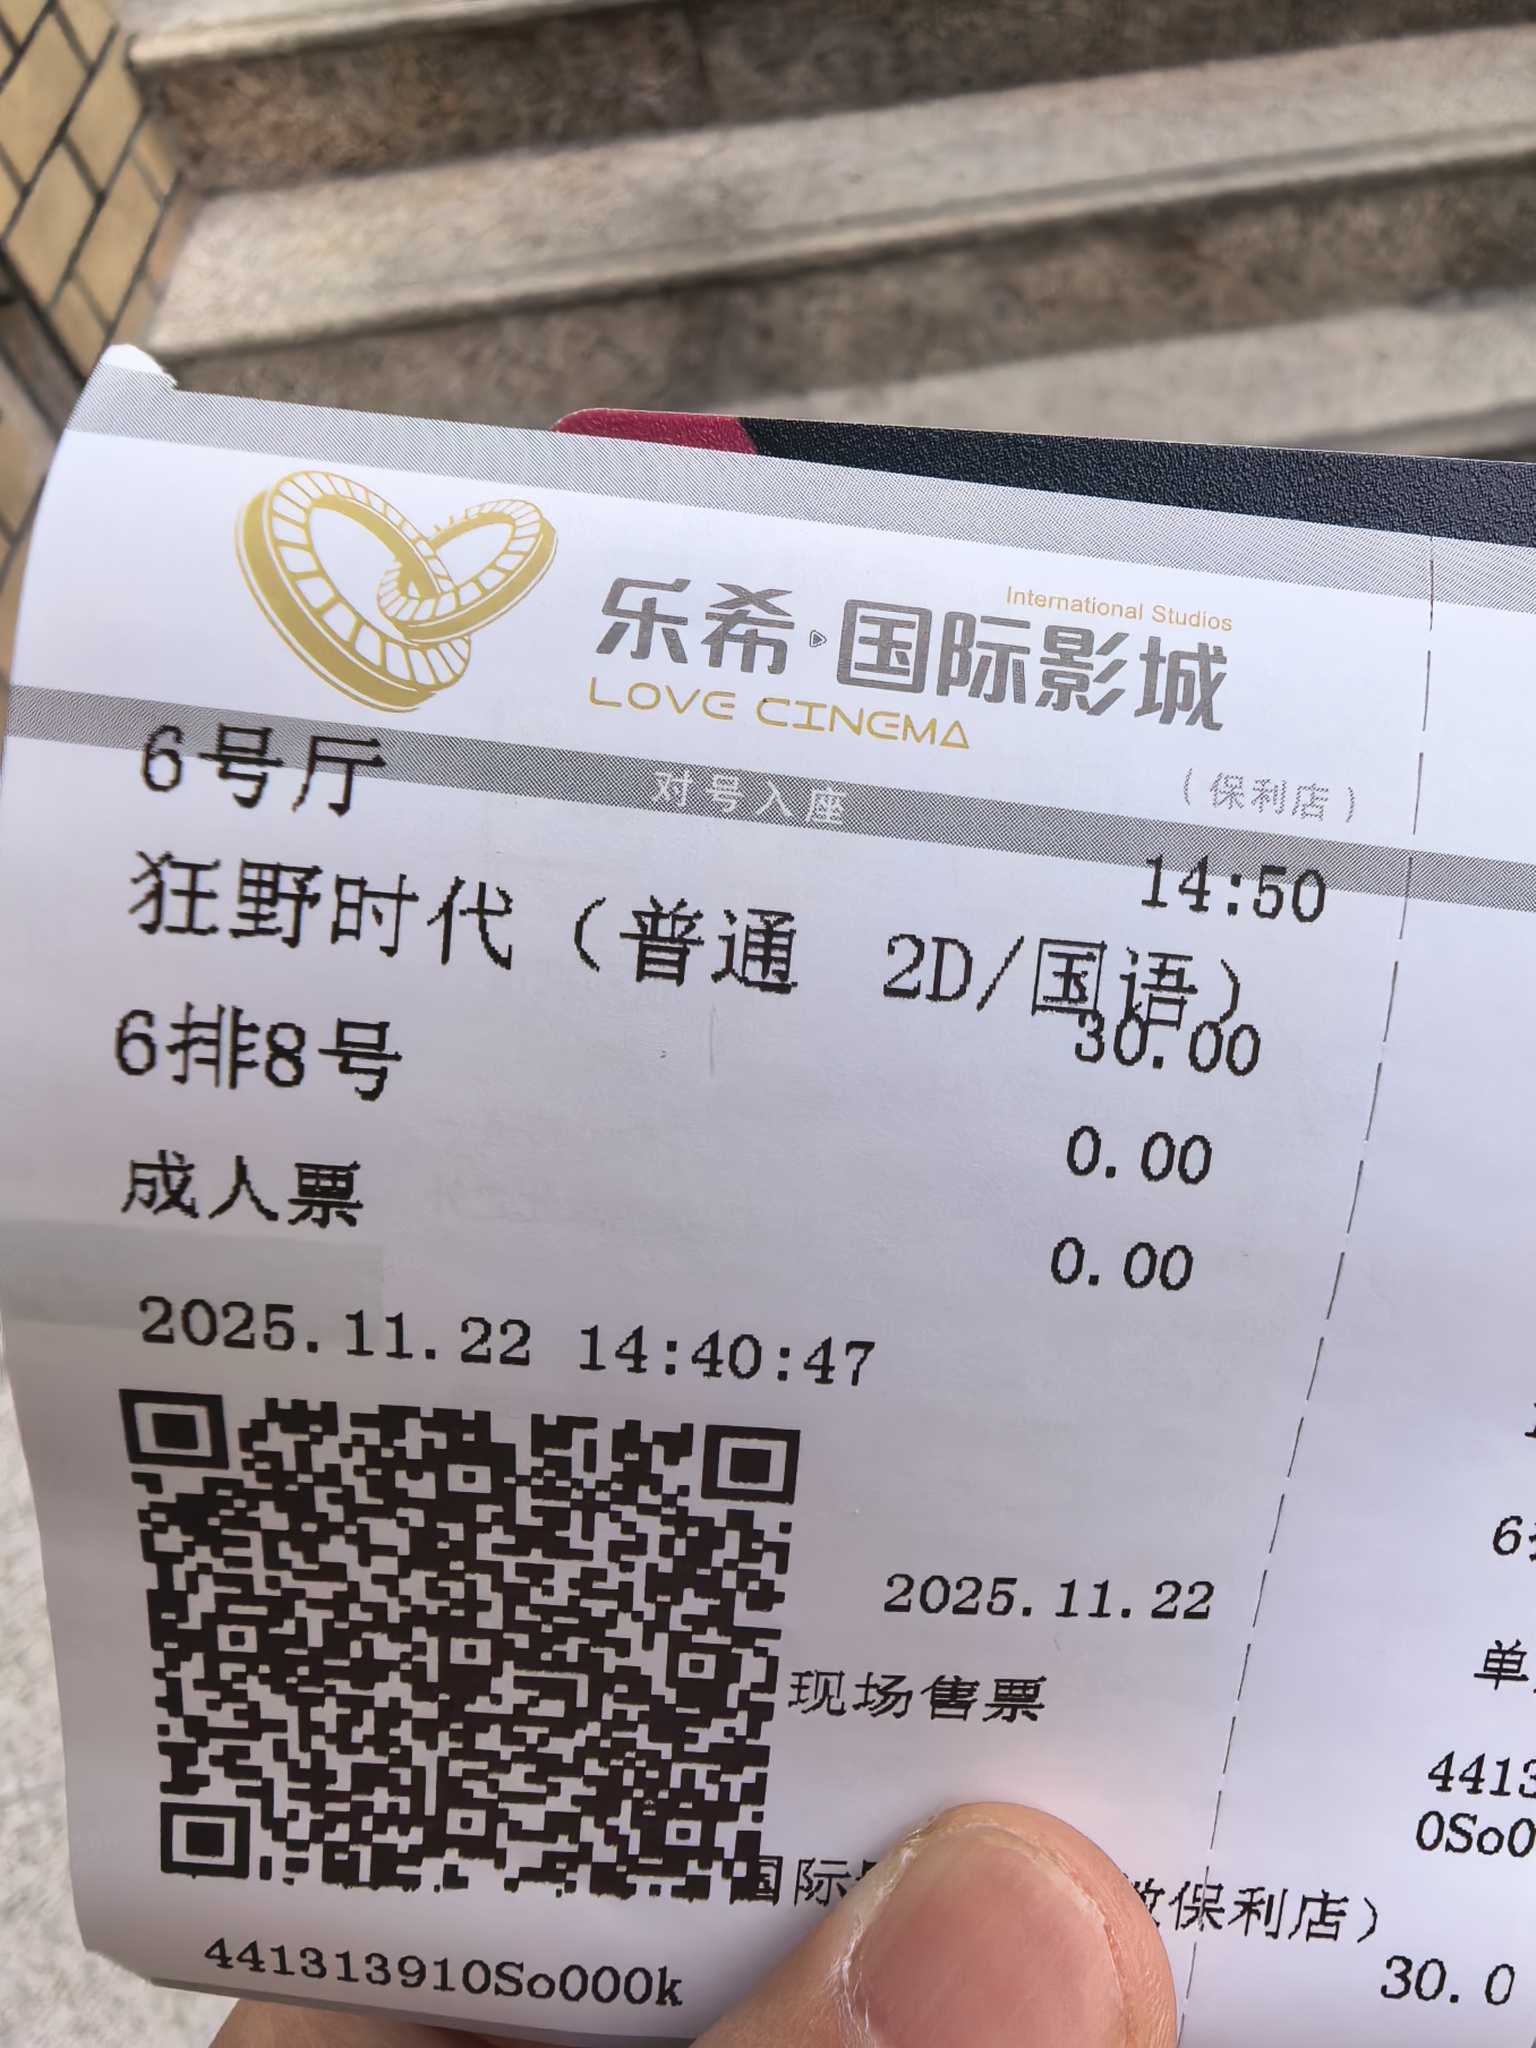 International Studios
乐希·国际影城
LOVE CINEMA
(保利店)
对号入座
6号厅
14:50
狂野时代（普通 2D/国语）
6排8号
30.00
0.00
成人票
0.00
2025.11.22 14:40:47
2025.11.22
现场售票
国际
保利店）
441313910So000k
30.0
6
单
4413
0So0